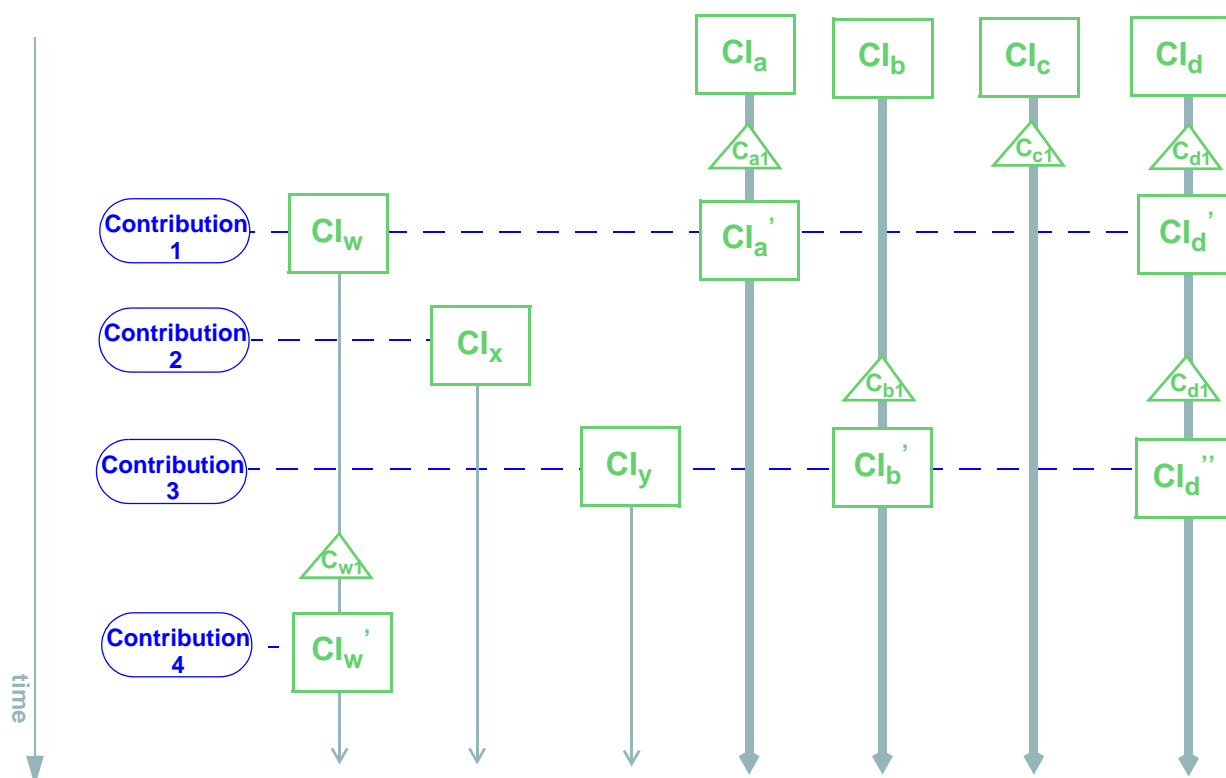 CIa CIb CIc CId
Ca1 Cc1 Cd1
Contribution
1
CIw CIa’ CId’
Contribution
2
CIx
Cb1 Cd1
Contribution
3
CIy CIb’ CId’’
Cw1
Contribution
4
CIw’
time